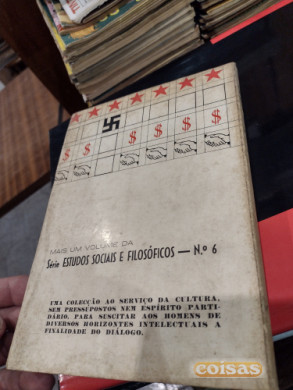 $ $ $
$ $
MAIS UM VOLUME DA
Série ESTUDOS SOCIAIS E FILOSÓFICOS — N.º 6
UMA COLECÇÃO AO SERVIÇO DA CULTURA,
SEM PRESSUPOSTOS NEM ESPÍRITO PARTI-
DÁRIO. PARA SUSCITAR AOS HOMENS DE
DIVERSOS HORIZONTES INTELECTUAIS A
FINALIDADE DO DIÁLOGO.
coisas